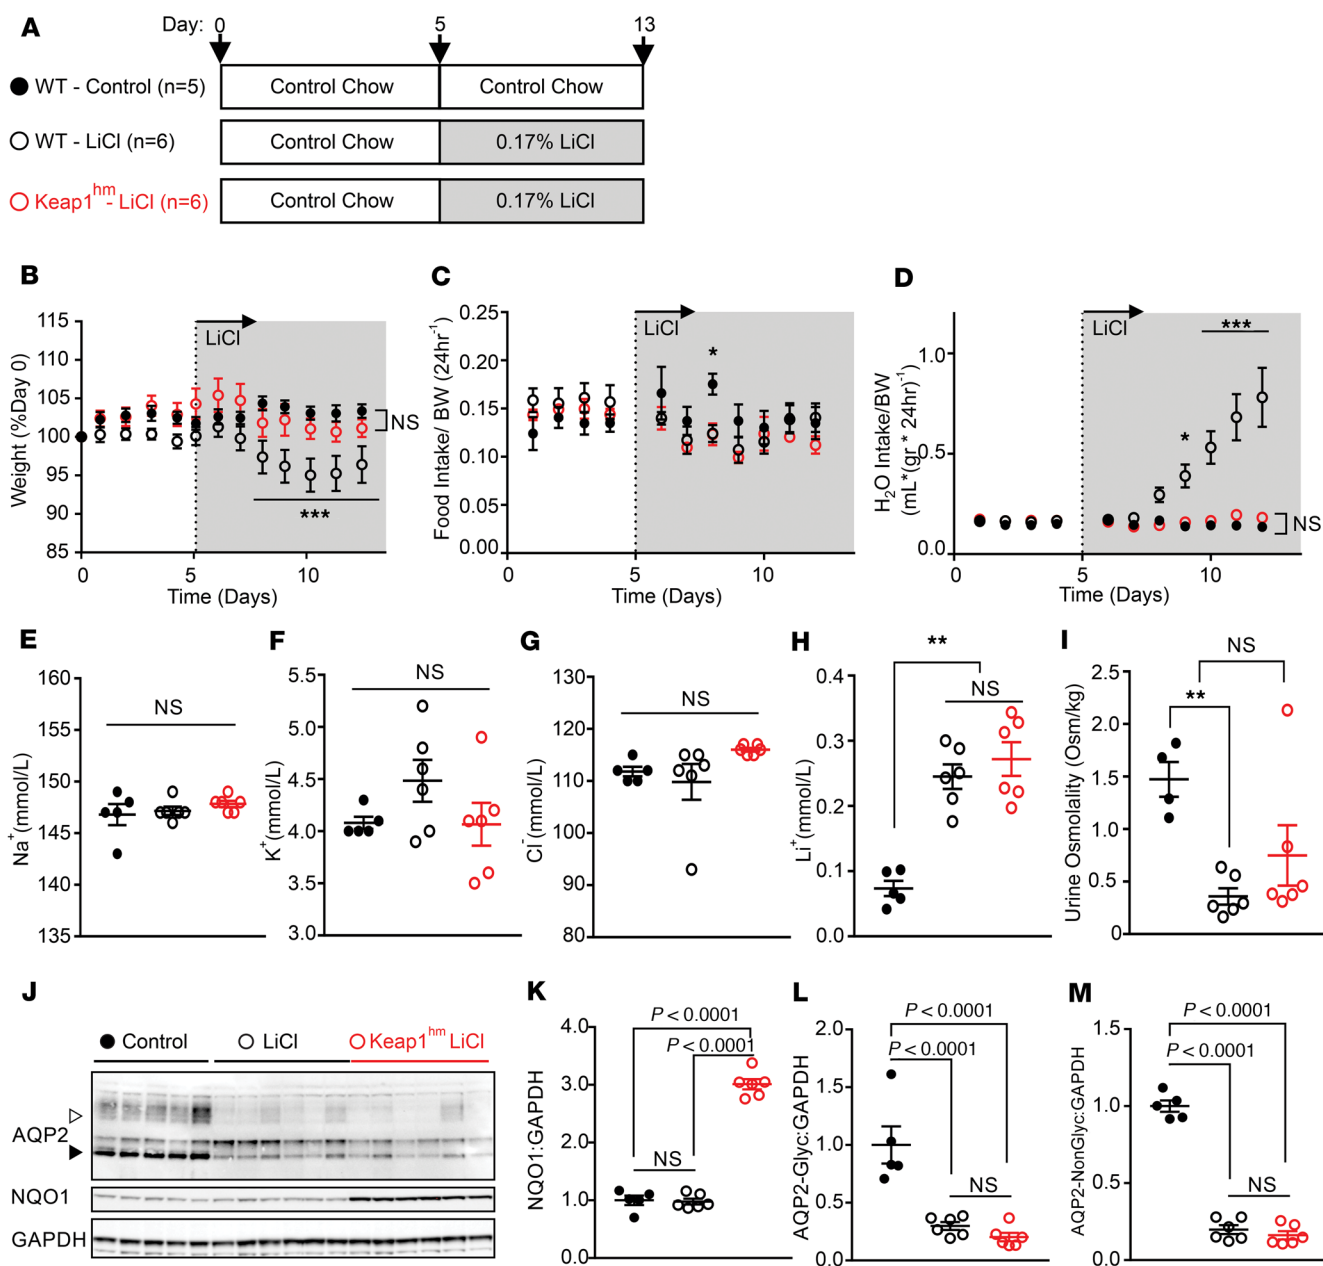 A
Day: 0 5 13
WT - Control (n=5) Control Chow Control Chow
WT - LiCl (n=6) Control Chow 0.17% LiCl
Keap1hm- LiCl (n=6) Control Chow 0.17% LiCl
B
Weight (%Day 0)
115
110
105
100
95
90
85
LiCl
NS
***
0 5 10
Time (Days)
C
Food Intake/ BW (24hr-1)
0.25
0.20
0.15
0.10
0.05
0.00
LiCl
*
0 5 10
Time (Days)
D
H2O Intake/BW
(mL*(gr * 24hr)-1)
1.0
0.5
0.0
LiCl
***
*
NS
0 5 10
Time (Days)
E
Na+(mmol/L)
160
155
150
145
140
135
NS
F
K+(mmol/L)
5.5
5.0
4.5
4.0
3.5
3.0
NS
G
Cl-(mmol/L)
130
120
110
100
90
80
NS
H
Li+(mmol/L)
0.4
0.3
0.2
0.1
0.0
**
NS
I
Urine Osmolality (Osm/kg)
2.5
2.0
1.5
1.0
0.5
0
NS
**
J
Control LiCl Keap1hm LiCl
AQP2
NQO1
GAPDH
K
NQO1:GAPDH
4.0
3.0
2.0
1.0
0.0
P < 0.0001
P < 0.0001
NS
L
AQP2-Glyc:GAPDH
2.0
1.5
1.0
0.5
0.0
P < 0.0001
P < 0.0001
NS
M
AQP2-NonGlyc:GAPDH
1.5
1.0
0.5
0.0
P < 0.0001
P < 0.0001
NS